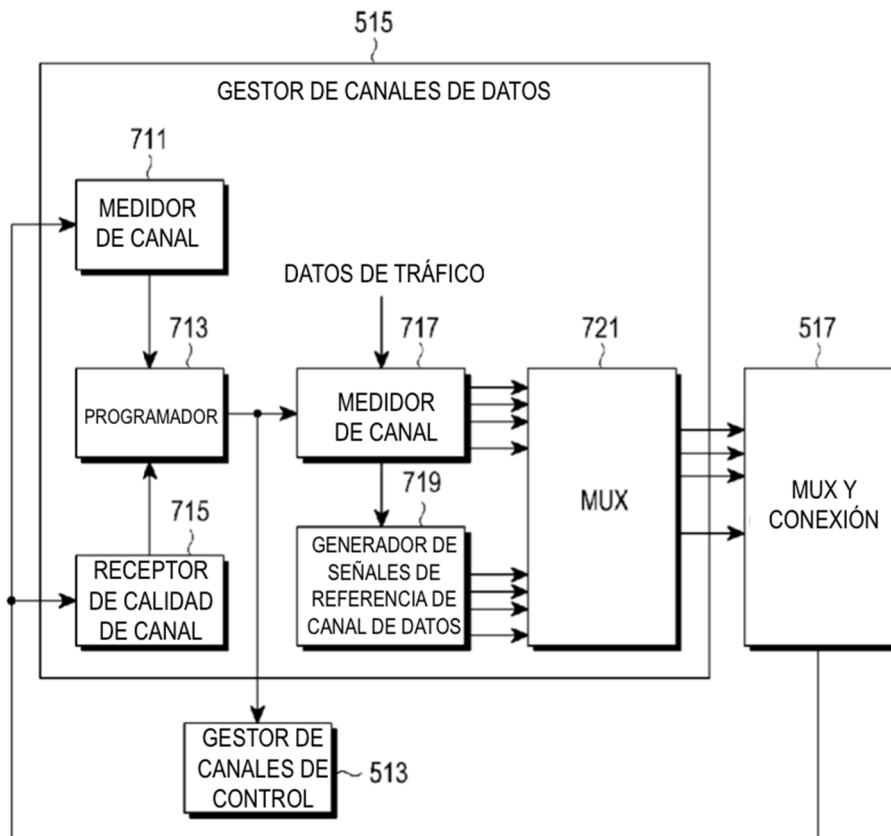 515
GESTOR DE CANALES DE DATOS
711
MEDIDOR
DE CANAL
DATOS DE TRÁFICO
713
PROGRAMADOR
717
MEDIDOR
DE CANAL
721
MUX
517
MUX Y
CONEXIÓN
715
RECEPTOR
DE CALIDAD
DE CANAL
719
GENERADOR DE
SEÑALES DE
REFERENCIA DE
CANAL DE DATOS
GESTOR DE
CANALES DE
CONTROL
513